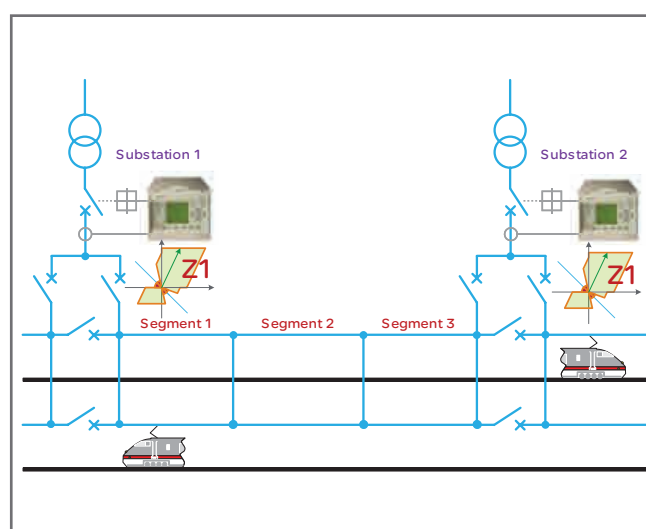 Substation 1
Substation 2
Z1
Z1
Segment 1
Segment 2
Segment 3